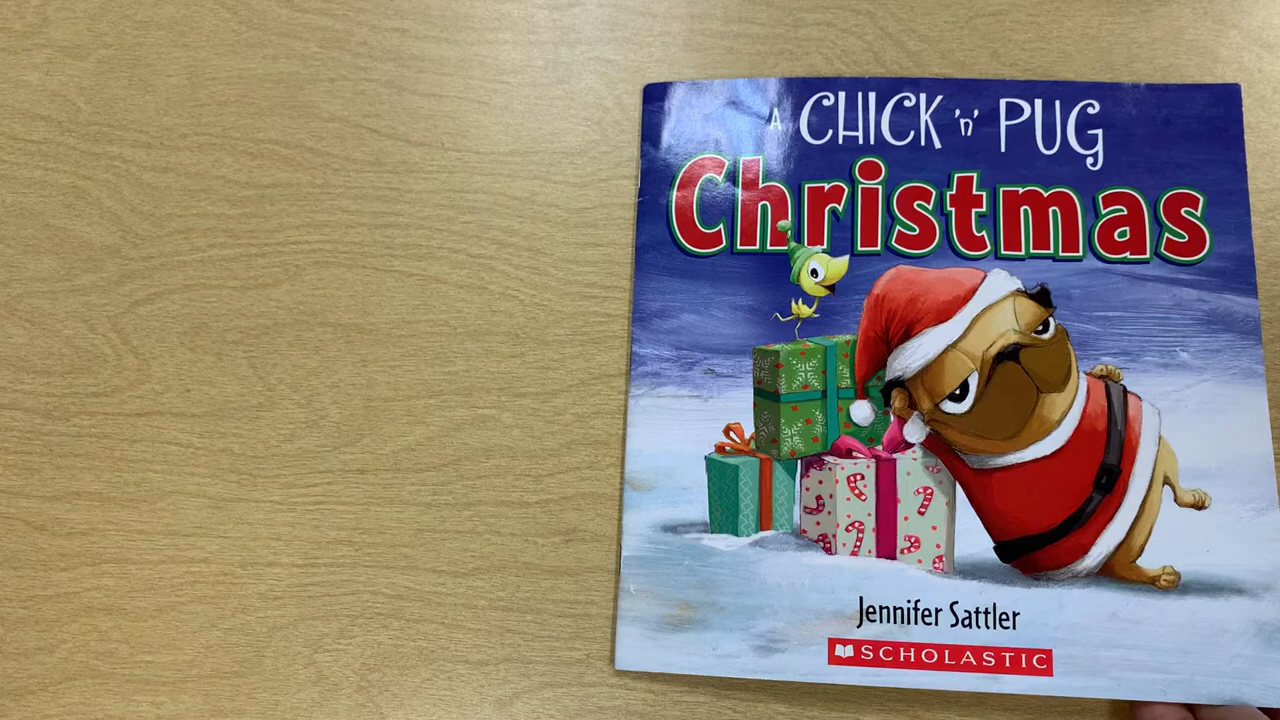 A CHICK 'n' PUG
Christmas
Jennifer Sattler
SCHOLASTIC